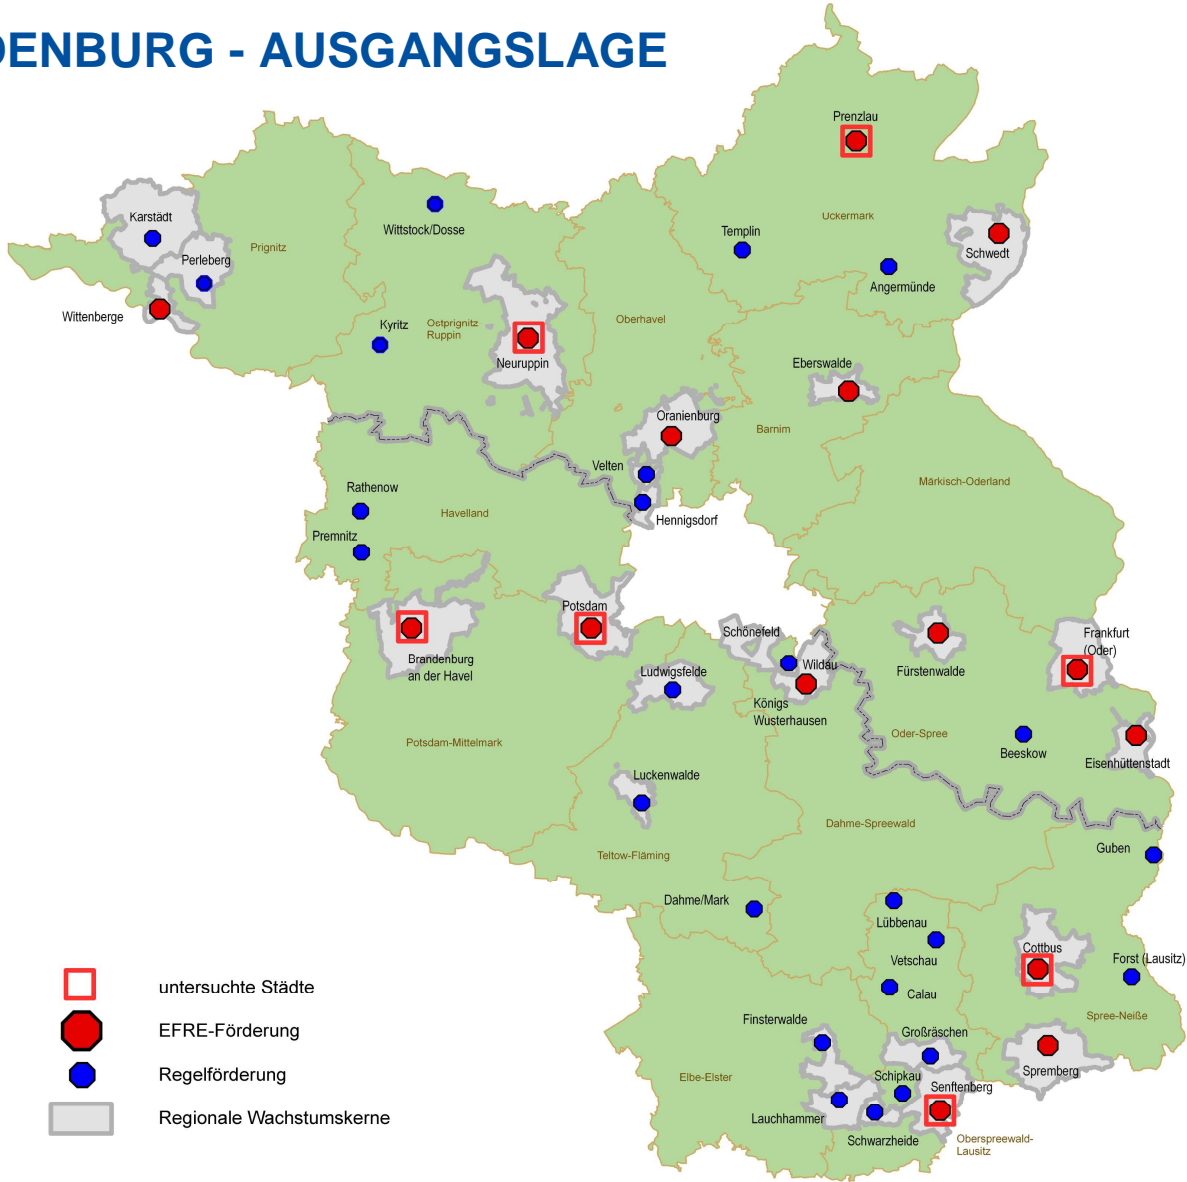 DENBURG - AUSGANGSLAGE
Prenzlau
Uckermark
Karstädt
Wittstock/Dosse
Templin
Schwedt
Prignitz
Perleberg
Angermünde
Wittenberge
Kyritz
Ostprignitz
Ruppin
Oberhavel
Neuruppin
Eberswalde
Oranienburg
Barnim
Velten
Märkisch-Oderland
Rathenow
Havelland
Hennigsdorf
Premnitz
Potsdam
Schönefeld
Frankfurt
(Oder)
Brandenburg
an der Havel
Wildau
Ludwigsfelde
Fürstenwalde
Königs
Wusterhausen
Potsdam-Mittelmark
Oder-Spree
Beeskow
Eisenhüttenstadt
Luckenwalde
Dahme-Spreewald
Teltow-Fläming
Guben
Dahme/Mark
Lübbenau
Vetschau
Cottbus
Forst (Lausitz)
Calau
Spree-Neiße
Finsterwalde
Großräschen
Elbe-Elster
Schipkau
Senftenberg
Spremberg
Lauchhammer
Schwarzheide
Oberspreewald-
Lausitz
untersuchte Städte
EFRE-Förderung
Regelförderung
Regionale Wachstumskerne